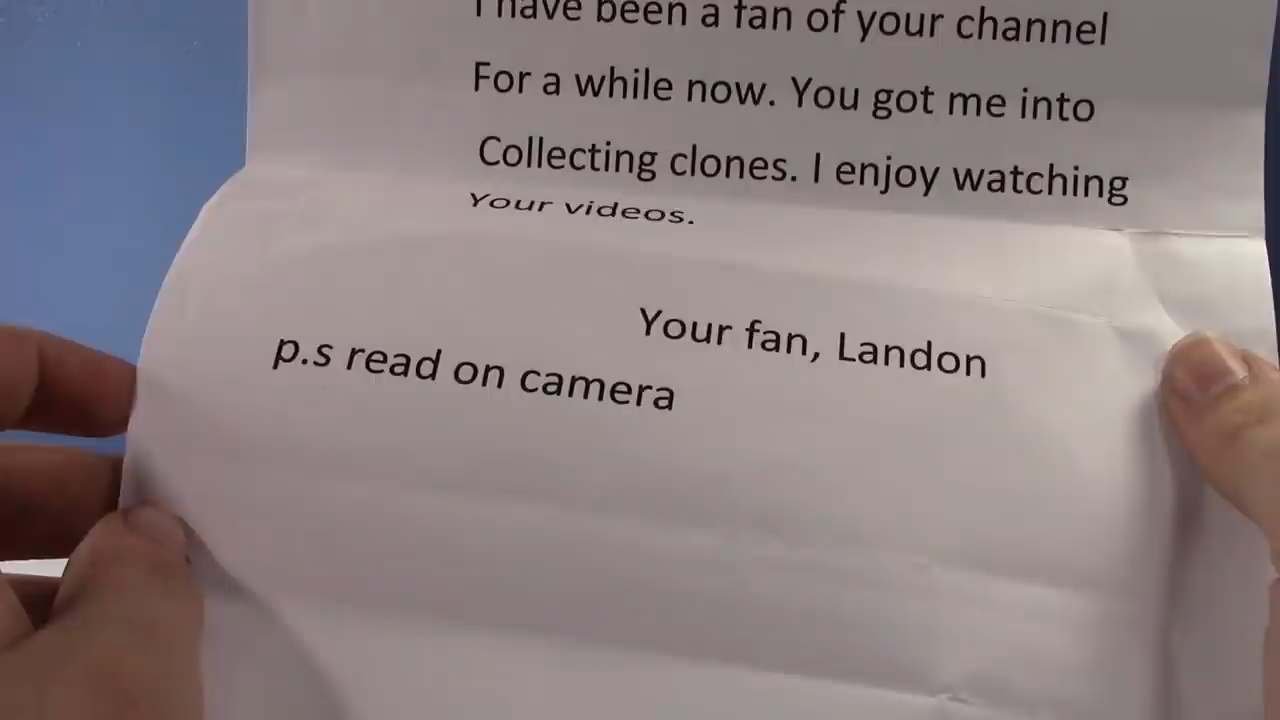 I have been a fan of your channel
For a while now. You got me into
Collecting clones. I enjoy watching
Your videos.
Your fan, Landon
p.s read on camera